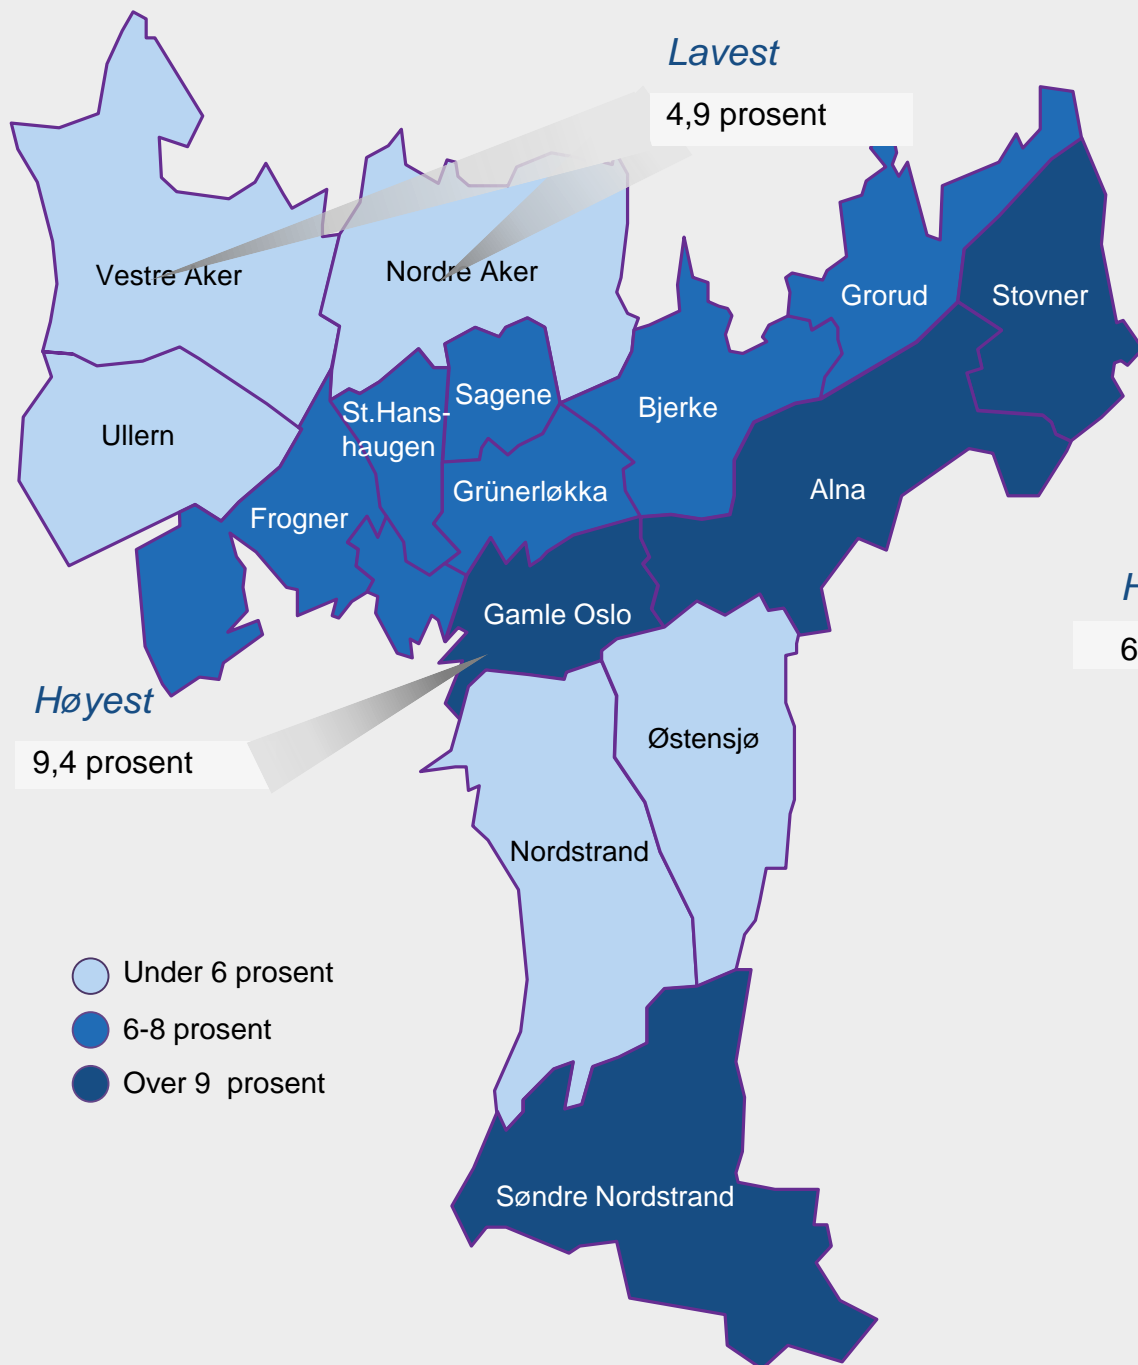 Lavest
4,9 prosent
Vestre Aker
Nordre Aker
Grorud
Stovner
Ullern
St.Hans-
haugen
Sagene
Bjerke
Frogner
Grünerløkka
Alna
Gamle Oslo
H
6
Høyest
9,4 prosent
Østensjø
Nordstrand
Under 6 prosent
6-8 prosent
Over 9 prosent
Søndre Nordstrand